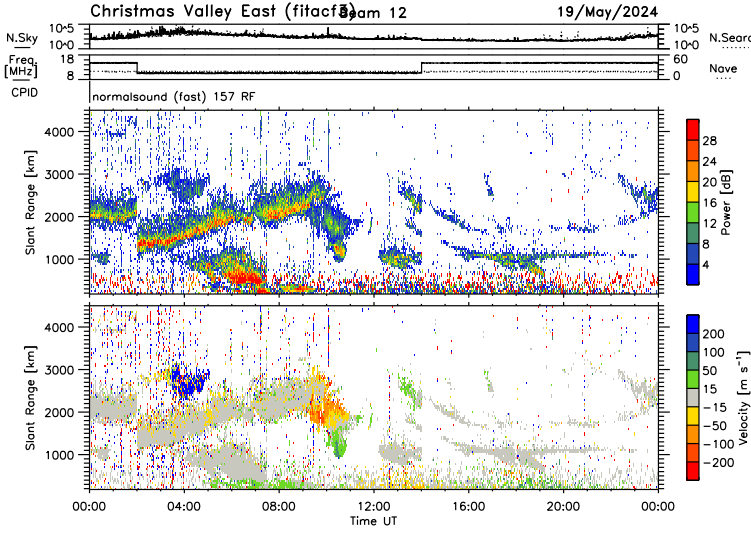 Christmas Valley East (fitacf3) Beam 12 19/May/2024
N.Sky 10^5 10^0 10^5 10^0 N.Searc
Freq. [MHz] 18 8 60 0 Nave
CPID normalsound (fast) 157 RF
Slant Range [km] 4000 3000 2000 1000
Power [dB] 28 24 20 16 12 8 4
Slant Range [km] 4000 3000 2000 1000
Velocity [m s⁻¹] 200 100 50 15 −15 −50 −100 −200
00:00 04:00 08:00 12:00 16:00 20:00 00:00
Time UT